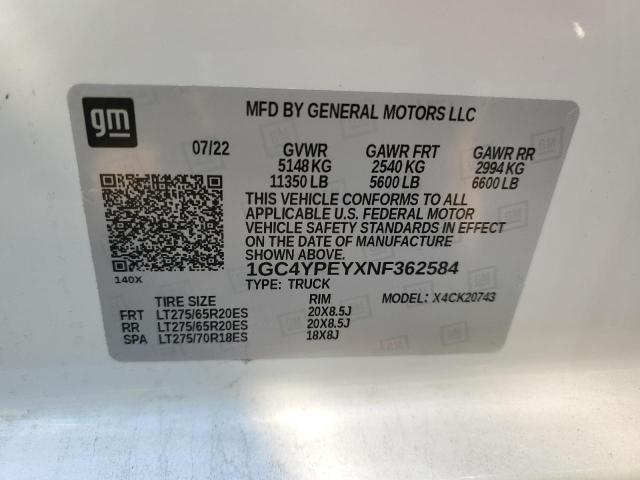 gm
MFD BY GENERAL MOTORS LLC
07/22 GVWR GAWR FRT GAWR RR
5148 KG 2540 KG 2994 KG
11350 LB 5600 LB 6600 LB
THIS VEHICLE CONFORMS TO ALL
APPLICABLE U.S. FEDERAL MOTOR
VEHICLE SAFETY STANDARDS IN
EFFECT ON THE DATE OF MANUFACTURE
SHOWN ABOVE.
1GC4YPEYXNF362584
140X
TYPE: TRUCK
TIRE SIZE RIM MODEL: X4CK20743
FRT LT275/65R20ES 20X8.5J
RR LT275/65R20ES 20X8.5J
SPA LT275/70R18ES 18X8J